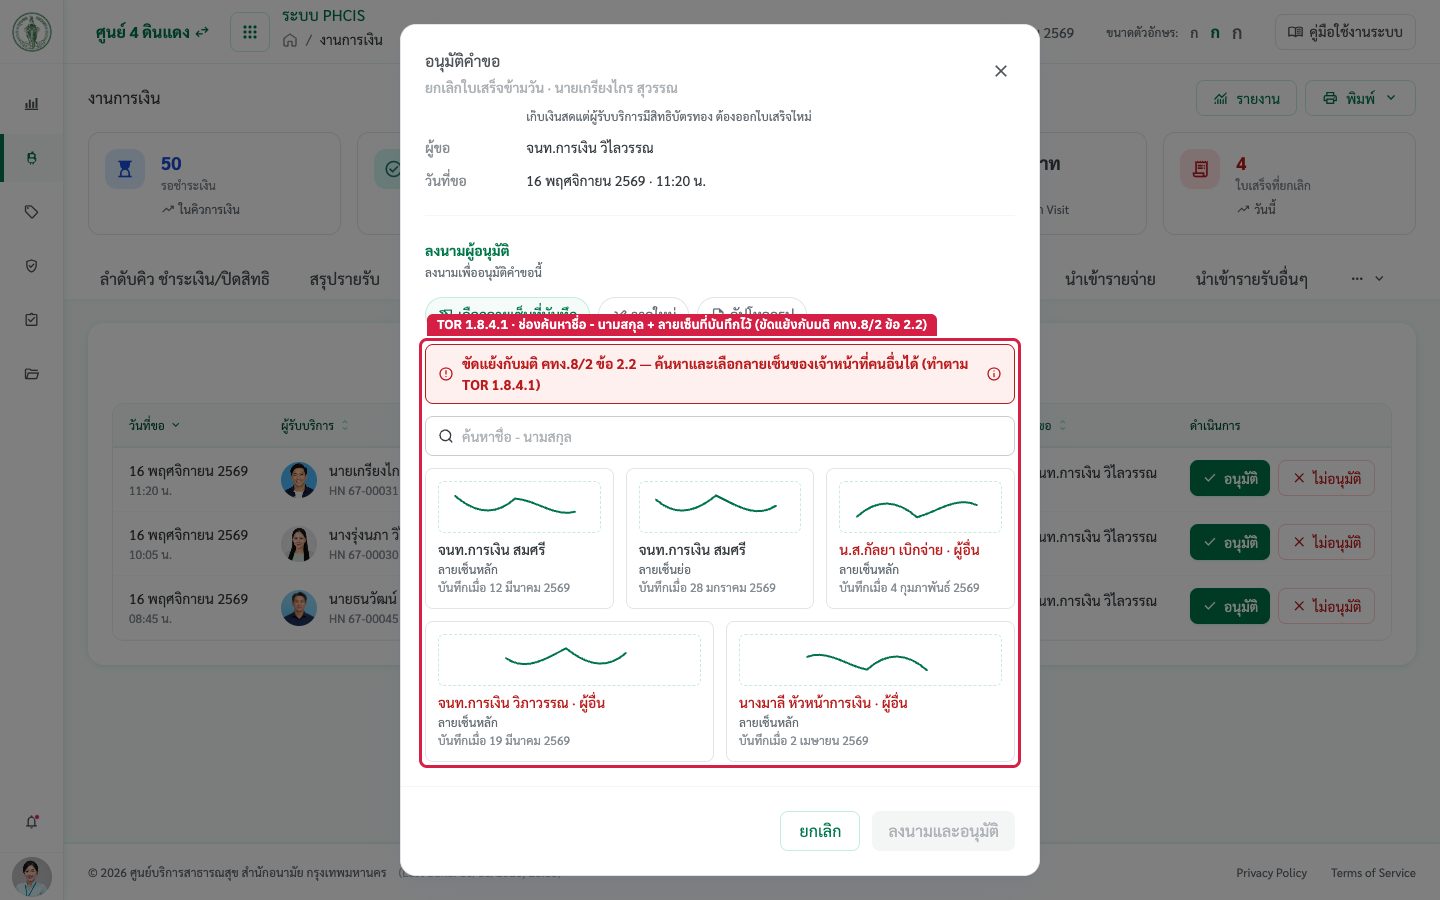 ศูนย์ 4 ดินแดง
ระบบ PHCIS
/ งานการเงิน
2569
ขนาดตัวอักษร: ก ก ก
คู่มือใช้งานระบบ
งานการเงิน
รายงาน
พิมพ์
50
รอชำระเงิน
ในคิวการเงิน
าท
Visit
4
ใบเสร็จที่ยกเลิก
วันนี้
ลำดับคิว ชำระเงิน/ปิดสิทธิ
สรุปรายรับ
นำเข้ารายจ่าย
นำเข้ารายรับอื่นๆ
อนุมัติคำขอ
ยกเลิกใบเสร็จข้ามวัน · นายเกรียงไกร สุวรรณ
เก็บเงินสดแต่ผู้รับบริการมีสิทธิบัตรทอง ต้องออกใบเสร็จใหม่
ผู้ขอ
จนท.การเงิน วิไลวรรณ
วันที่ขอ
16 พฤศจิกายน 2569 · 11:20 น.
ลงนามผู้อนุมัติ
ลงนามเพื่ออนุมัติคำขอนี้
TOR 1.8.4.1 · ช่องค้นหาชื่อ - นามสกุล + ลายเซ็นที่บันทึกไว้ (ขัดแย้งกับมติ คทง.8/2 ข้อ 2.2)
ขัดแย้งกับมติ คทง.8/2 ข้อ 2.2 — ค้นหาและเลือกลายเซ็นของเจ้าหน้าที่คนอื่นได้ (ทำตาม
TOR 1.8.4.1)
ค้นหาชื่อ - นามสกุล
จนท.การเงิน สมศรี
ลายเซ็นหลัก
บันทึกเมื่อ 12 มีนาคม 2569
จนท.การเงิน สมศรี
ลายเซ็นย่อ
บันทึกเมื่อ 28 มกราคม 2569
น.ส.กัลยา เบิกจ่าย · ผู้อื่น
ลายเซ็นหลัก
บันทึกเมื่อ 4 กุมภาพันธ์ 2569
จนท.การเงิน วิภาวรรณ · ผู้อื่น
ลายเซ็นหลัก
บันทึกเมื่อ 19 มีนาคม 2569
นางมาลี หัวหน้าการเงิน · ผู้อื่น
ลายเซ็นหลัก
บันทึกเมื่อ 2 เมษายน 2569
ยกเลิก
ลงนามและอนุมัติ
วันที่ขอ
ผู้รับบริการ
ขอ
ดำเนินการ
16 พฤศจิกายน 2569
11:20 น.
นายเกรียงไก
HN 67-00031
นท.การเงิน วิไลวรรณ
อนุมัติ
ไม่อนุมัติ
16 พฤศจิกายน 2569
10:05 น.
นางรุ่งนภา
HN 67-00030
นท.การเงิน วิไลวรรณ
อนุมัติ
ไม่อนุมัติ
16 พฤศจิกายน 2569
08:45 น.
นายธนวัฒน์
HN 67-00045
นท.การเงิน วิไลวรรณ
อนุมัติ
ไม่อนุมัติ
© 2026 ศูนย์บริการสาธารณสุข สำนักอนามัย กรุงเทพมหานคร
Privacy Policy
Terms of Service